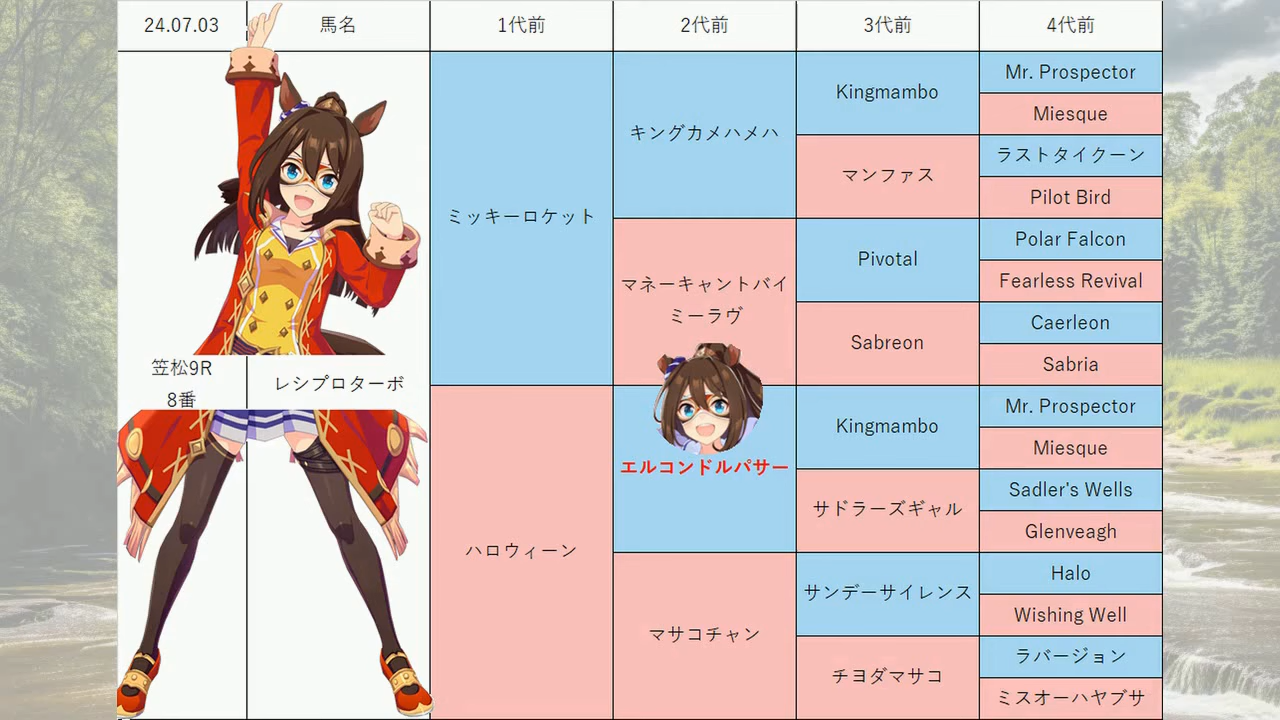 24.07.03
馬名
1代前
2代前
3代前
4代前
笠松9R
8番
レシプロターボ
ミッキーロケット
ハロウィーン
キングカメハメハ
マネーキャントバイ
ミーラヴ
エルコンドルパサー
マサコチャン
Kingmambo
マンファス
Pivotal
Sabreon
Kingmambo
サドラーズギャル
サンデーサイレンス
チヨダマサコ
Mr. Prospector
Miesque
ラストタイクーン
Pilot Bird
Polar Falcon
Fearless Revival
Caerleon
Sabria
Mr. Prospector
Miesque
Sadler's Wells
Glenveagh
Halo
Wishing Well
ラバージョン
ミスオーハヤブサ